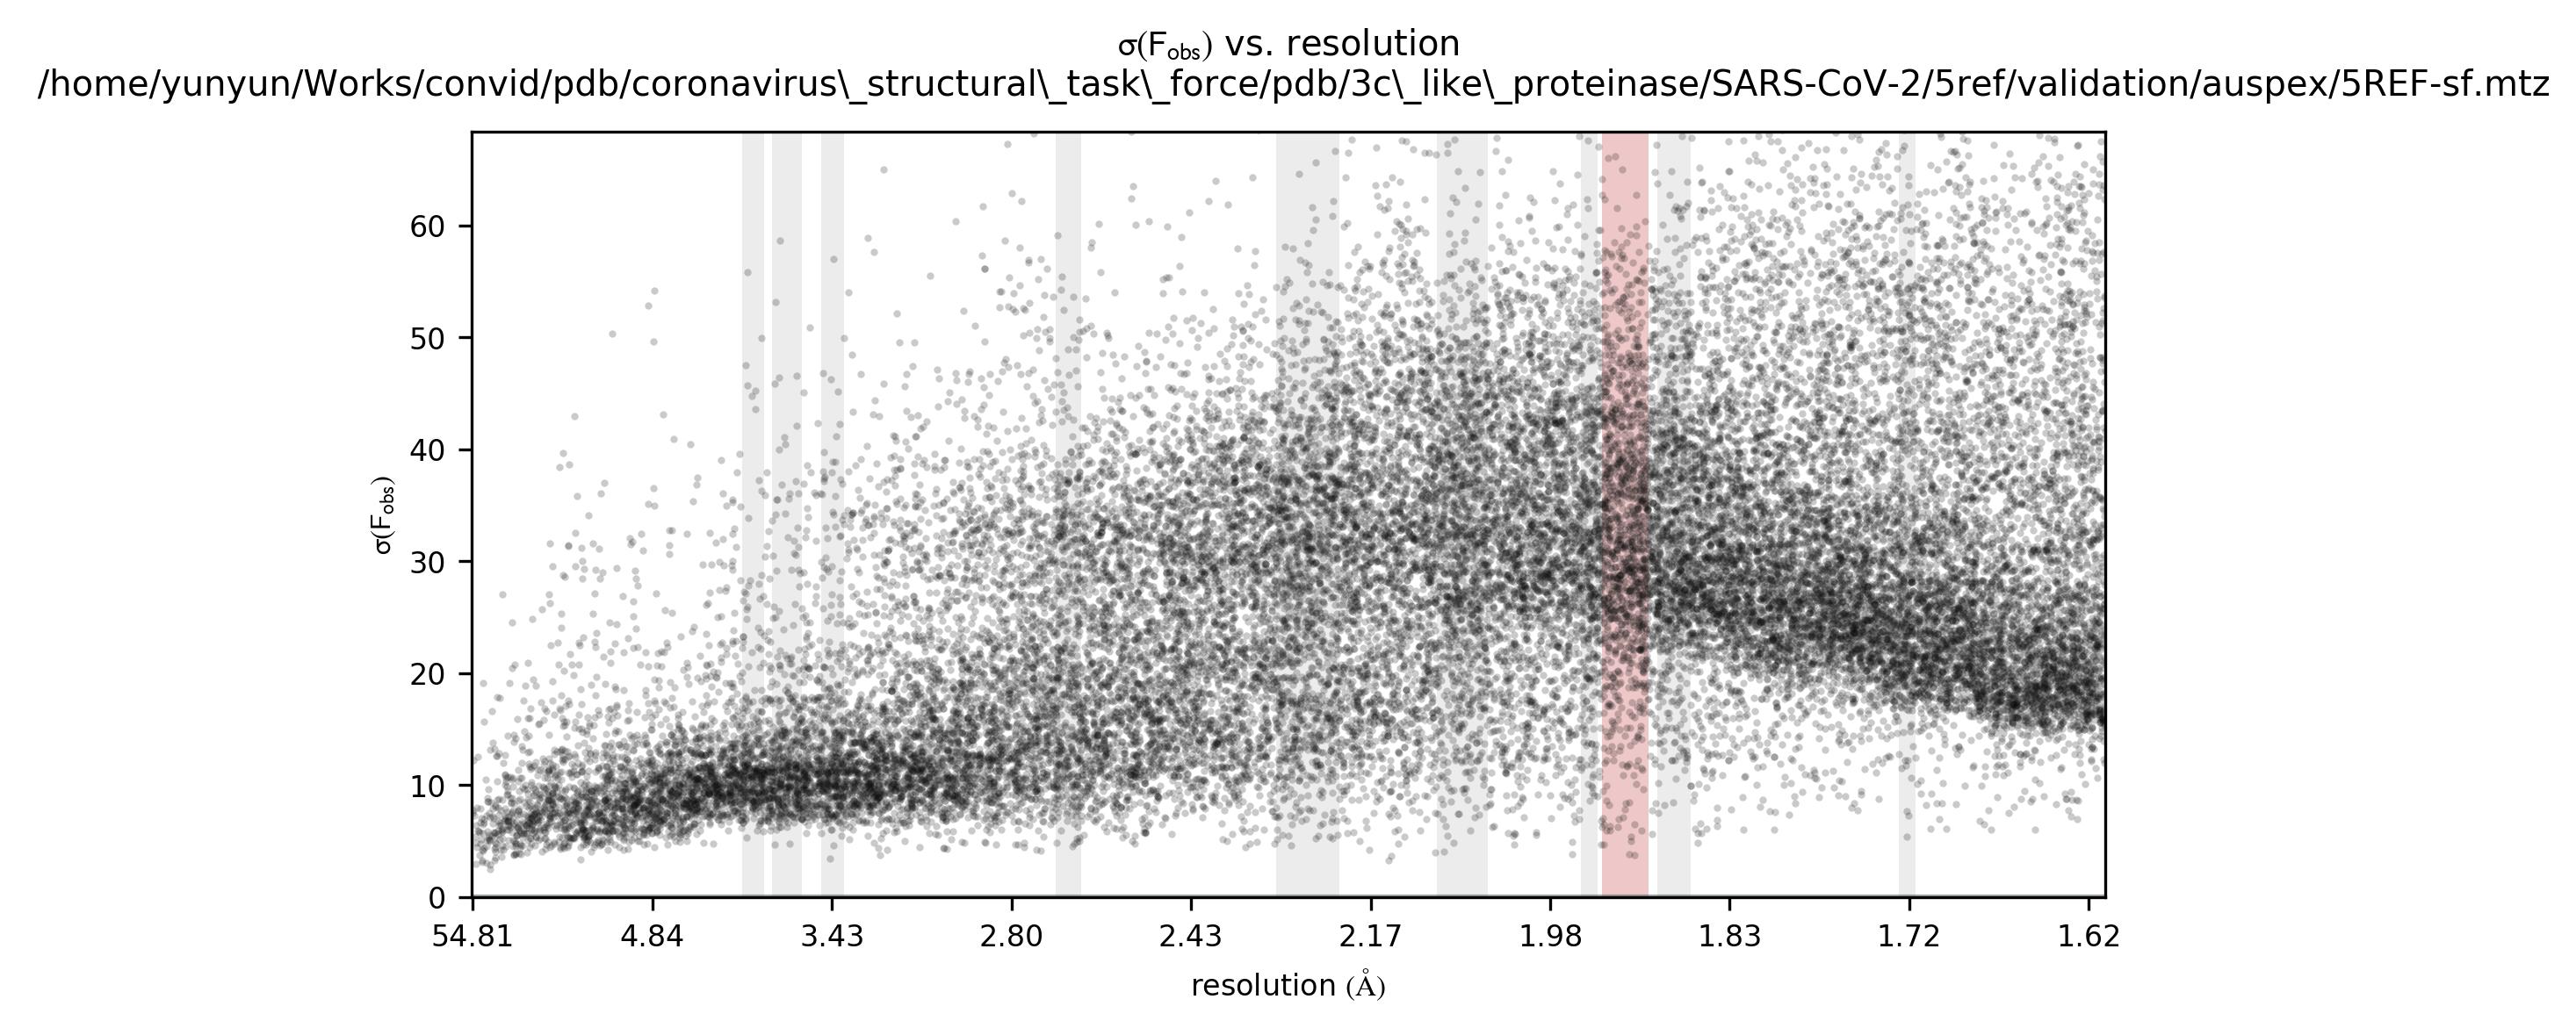 σ(Fobs) vs. resolution
/home/yunyun/Works/convid/pdb/coronavirus\_structural\_task\_force/pdb/3c\_like\_proteinase/SARS-CoV-2/5ref/validation/auspex/5REF-sf.mtz
60
50
40
30
20
10
0
σ(Fobs)
54.81 4.84 3.43 2.80 2.43 2.17 1.98 1.83 1.72 1.62
resolution (Å)